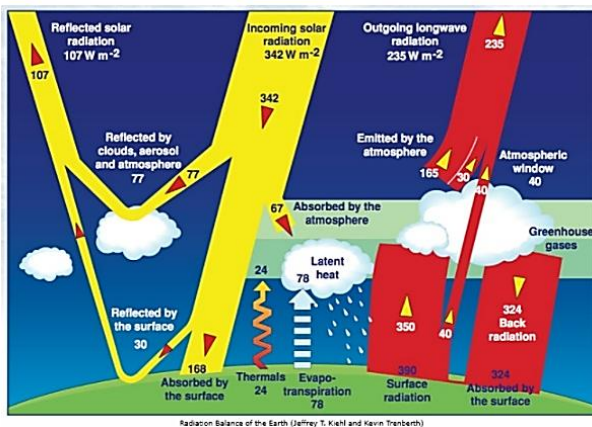 Reflected solar
radiation
107 W m-2
107
Incoming solar
radiation
342 W m-2
342
Outgoing longwave
radiation
235 W m-2
235
Reflected by
clouds, aerosol
and atmosphere
77
77
67
Absorbed by the
atmosphere
Emitted by the
atmosphere
165
30
40
Atmospheric
window
40
Greenhouse
gases
Latent
heat
24
78
Reflected by
the surface
30
168
Absorbed by
the surface
Thermals
24
Evapo-
transpiration
78
350
40
390
Surface
radiation
324
Back
radiation
324
Absorbed by
the surface
Radiation Balance of the Earth (Jeffrey T. Kiehl and Kevin Trenberth)